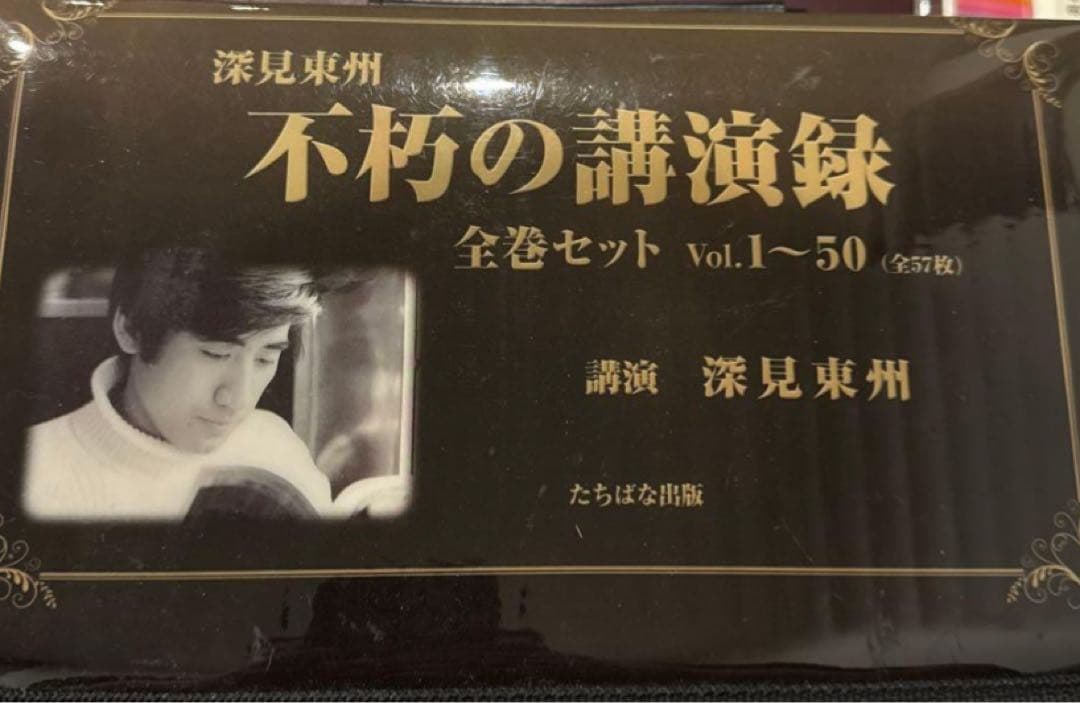 深見東州
不朽の講演録
全巻セット Vol.1〜50 (全57枚)
講演 深見東州
たちばな出版